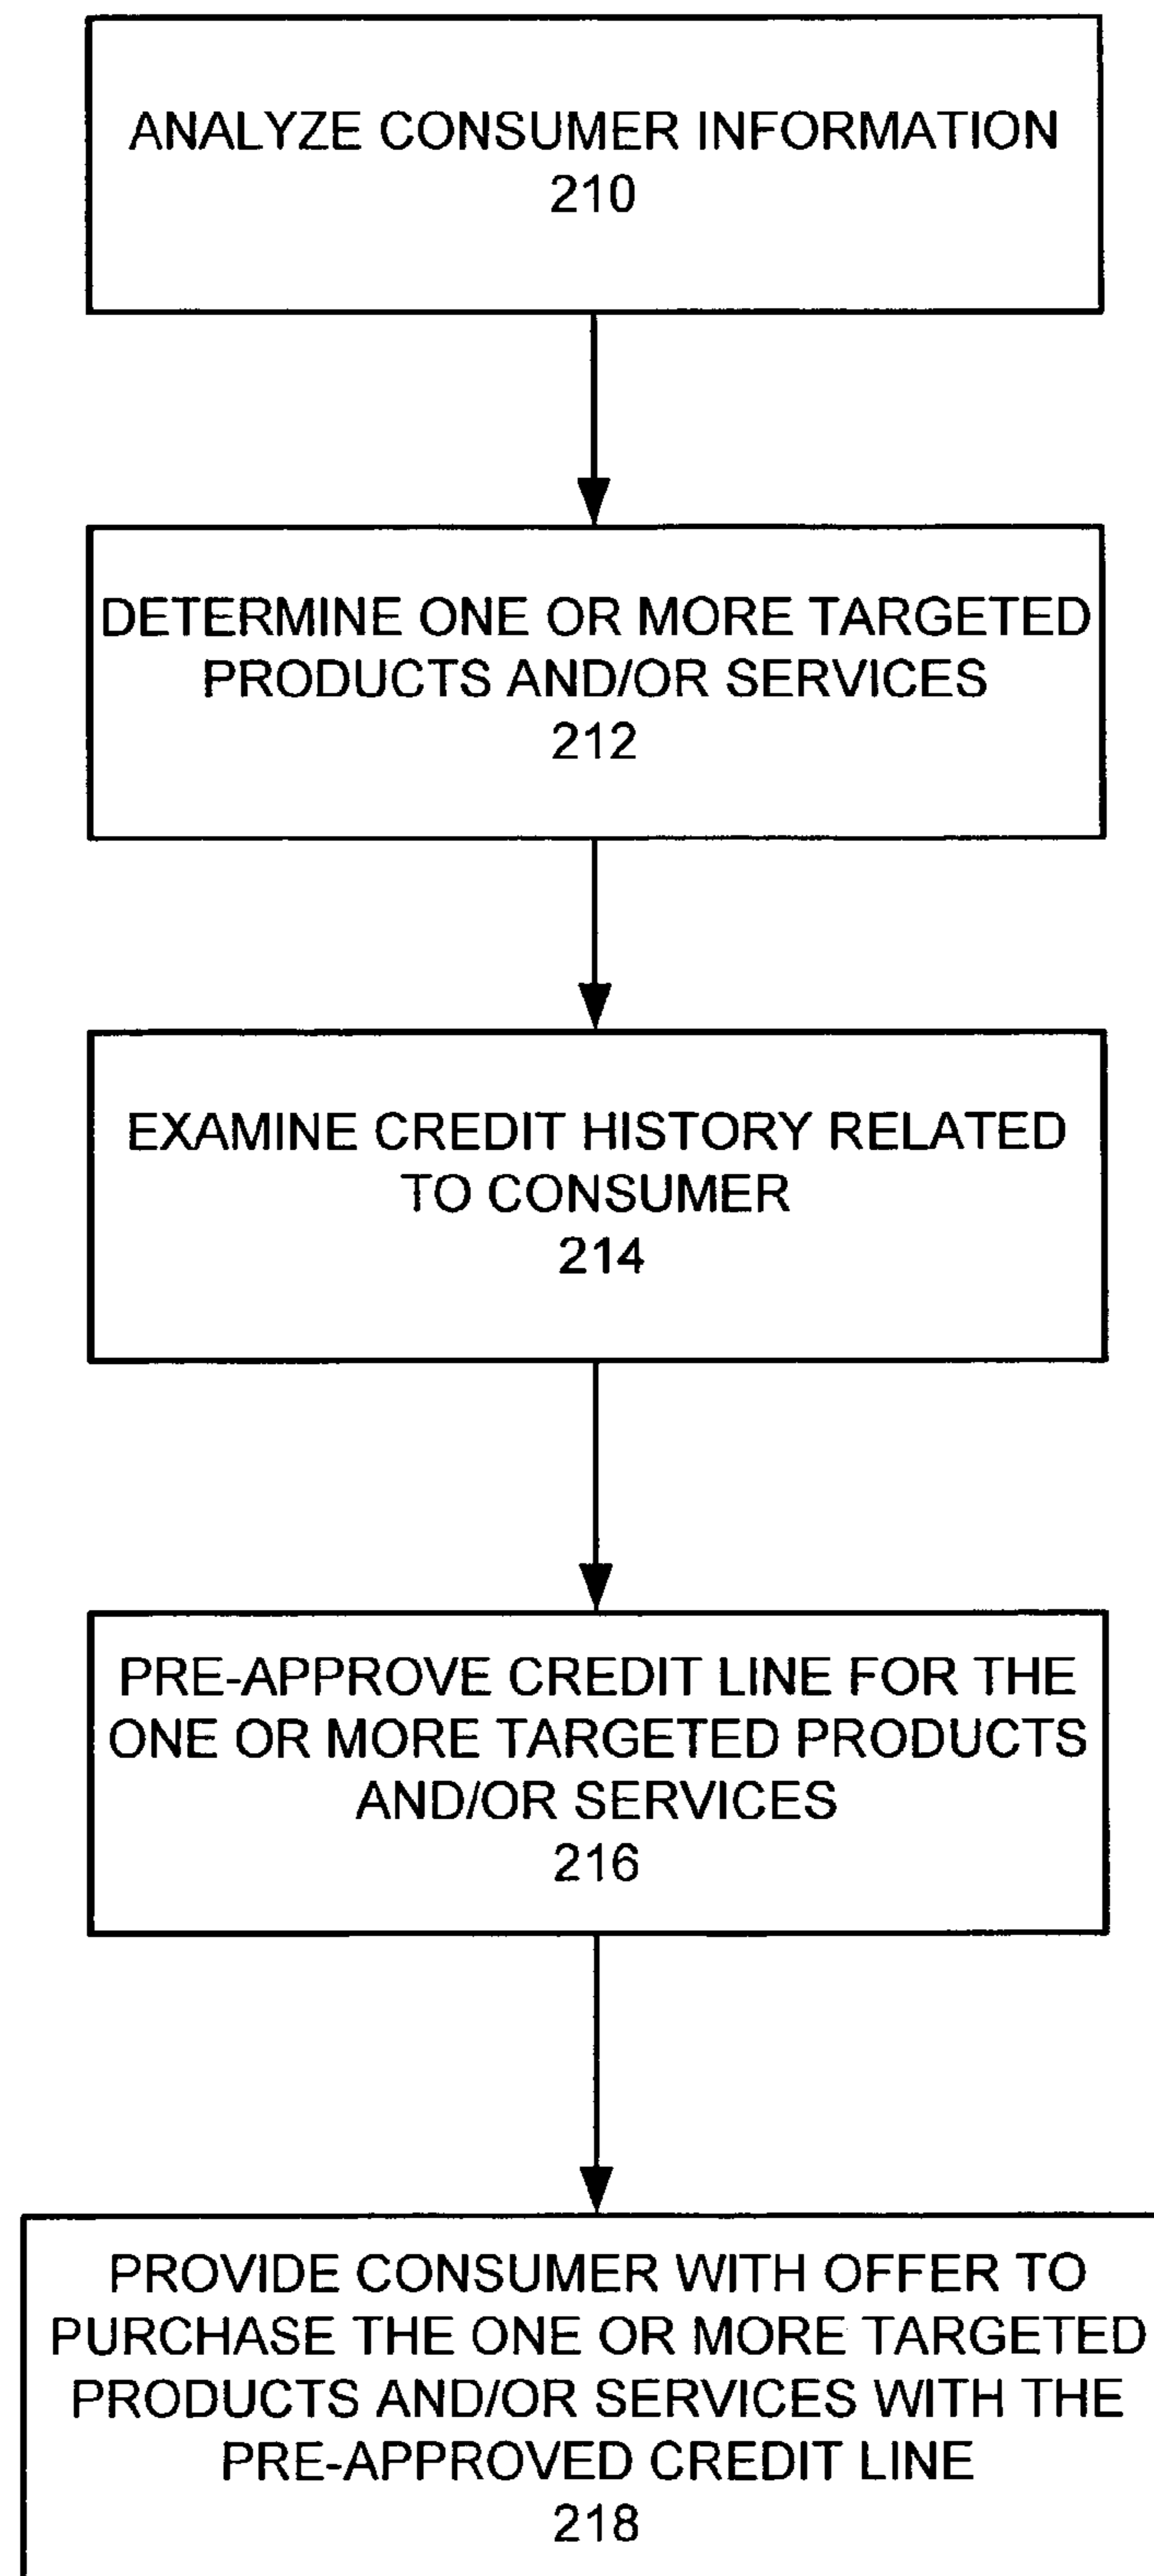 ANALYZE CONSUMER INFORMATION
210
DETERMINE ONE OR MORE TARGETED
PRODUCTS AND/OR SERVICES
212
EXAMINE CREDIT HISTORY RELATED
TO CONSUMER
214
PRE-APPROVE CREDIT LINE FOR THE
ONE OR MORE TARGETED PRODUCTS
AND/OR SERVICES
216
PROVIDE CONSUMER WITH OFFER TO
PURCHASE THE ONE OR MORE TARGETED
PRODUCTS AND/OR SERVICES WITH THE
PRE-APPROVED CREDIT LINE
218